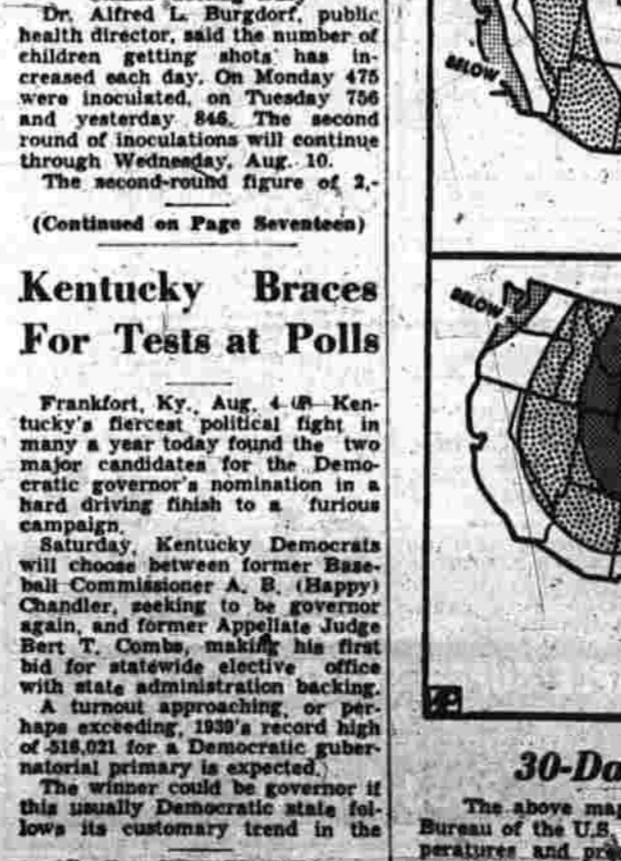 Dr. Alfred L. Burgdorf, public
health director, said the number of
children getting shots has in-
creased each day. On Monday 475
were inoculated, on Tuesday 756
and yesterday 846. The second
round of inoculations will continue
through Wednesday, Aug. 10.
The second-round figure of 2,-
(Continued on Page Seventeen)
Kentucky Braces
For Tests at Polls
Frankfort, Ky., Aug. 4 (AP)—Ken-
tucky's fiercest political fight in
many a year today found the two
major candidates for the Demo-
cratic governor's nomination in a
hard driving finish to a furious
campaign.
Saturday, Kentucky Democrats
will choose between former Base-
ball Commissioner A. B. (Happy)
Chandler, seeking to be governor
again, and former Appellate Judge
Bert T. Combs, making his first
bid for statewide elective office
with state administration backing.
A turnout approaching, or per-
haps exceeding, 1939's record high
of 516,021 for a Democratic guber-
natorial primary is expected.
The winner could be governor if
this usually Democratic state fol-
lows its customary trend in the
BELOW
BELOW
AP
30-Da
The above map
Bureau of the U.S.
peratures and pre